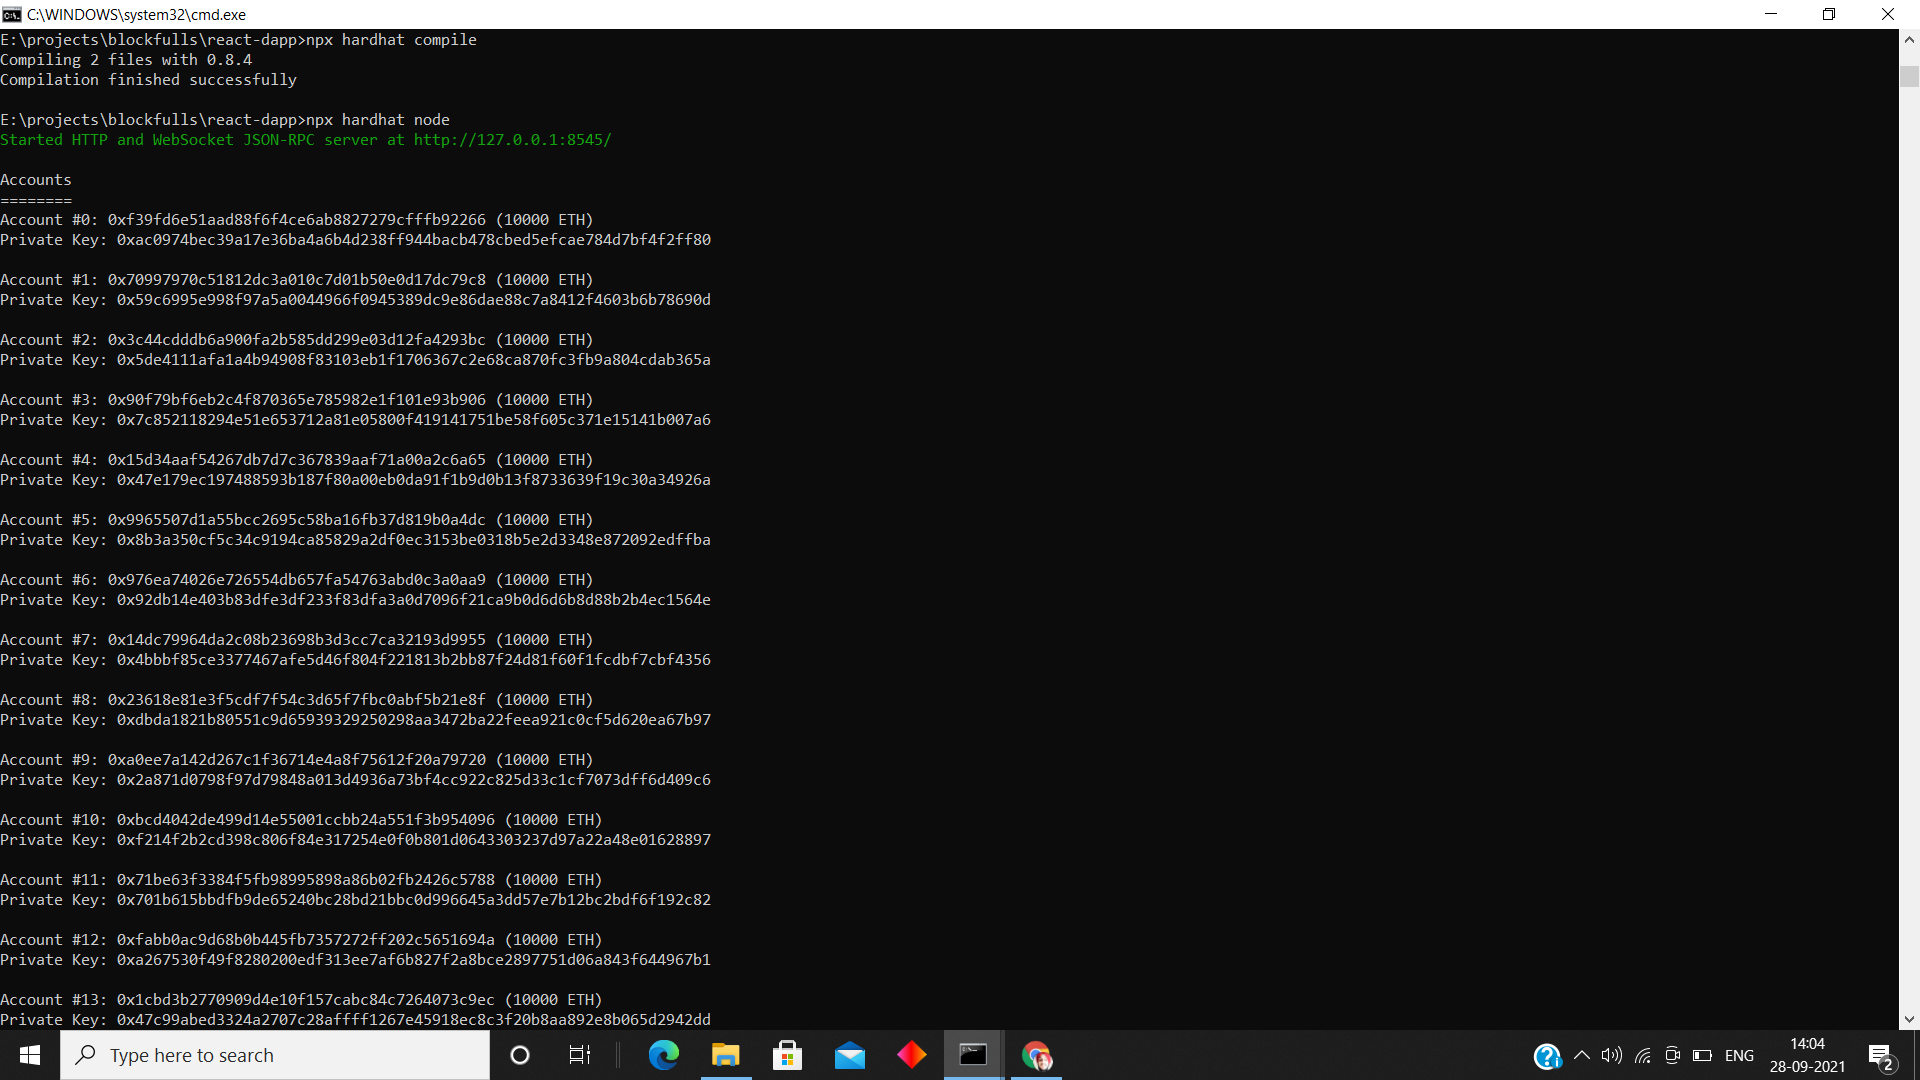 C:\WINDOWS\system32\cmd.exe
E:\projects\blockfulls\react-dapp>npx hardhat compile
Compiling 2 files with 0.8.4
Compilation finished successfully
E:\projects\blockfulls\react-dapp>npx hardhat node
Started HTTP and WebSocket JSON-RPC server at http://127.0.0.1:8545/
Accounts
========
Account #0: 0xf39fd6e51aad88f6f4ce6ab8827279cfffb92266 (10000 ETH)
Private Key: 0xac0974bec39a17e36ba4a6b4d238ff944bacb478cbed5efcae784d7bf4f2ff80
Account #1: 0x70997970c51812dc3a010c7d01b50e0d17dc79c8 (10000 ETH)
Private Key: 0x59c6995e998f97a5a0044966f0945389dc9e86dae88c7a8412f4603b6b78690d
Account #2: 0x3c44cdddb6a900fa2b585dd299e03d12fa4293bc (10000 ETH)
Private Key: 0x5de4111afa1a4b94908f83103eb1f1706367c2e68ca870fc3fb9a804cdab365a
Account #3: 0x90f79bf6eb2c4f870365e785982e1f101e93b906 (10000 ETH)
Private Key: 0x7c852118294e51e653712a81e05800f419141751be58f605c371e15141b007a6
Account #4: 0x15d34aaf54267db7d7c367839aaf71a00a2c6a65 (10000 ETH)
Private Key: 0x47e179ec197488593b187f80a00eb0da91f1b9d0b13f8733639f19c30a34926a
Account #5: 0x9965507d1a55bcc2695c58ba16fb37d819b0a4dc (10000 ETH)
Private Key: 0x8b3a350cf5c34c9194ca85829a2df0ec3153be0318b5e2d3348e872092edffba
Account #6: 0x976ea74026e726554db657fa54763abd0c3a0aa9 (10000 ETH)
Private Key: 0x92db14e403b83dfe3df233f83dfa3a0d7096f21ca9b0d6d6b8d88b2b4ec1564e
Account #7: 0x14dc79964da2c08b23698b3d3cc7ca32193d9955 (10000 ETH)
Private Key: 0x4bbbf85ce3377467afe5d46f804f221813b2bb87f24d81f60f1fcdbf7cbf4356
Account #8: 0x23618e81e3f5cdf7f54c3d65f7fbc0abf5b21e8f (10000 ETH)
Private Key: 0xdbda1821b80551c9d65939329250298aa3472ba22feea921c0cf5d620ea67b97
Account #9: 0xa0ee7a142d267c1f36714e4a8f75612f20a79720 (10000 ETH)
Private Key: 0x2a871d0798f97d79848a013d4936a73bf4cc922c825d33c1cf7073dff6d409c6
Account #10: 0xbcd4042de499d14e55001ccbb24a551f3b954096 (10000 ETH)
Private Key: 0xf214f2b2cd398c806f84e317254e0f0b801d0643303237d97a22a48e01628897
Account #11: 0x71be63f3384f5fb98995898a86b02fb2426c5788 (10000 ETH)
Private Key: 0x701b615bbdfb9de65240bc28bd21bbc0d996645a3dd57e7b12bc2bdf6f192c82
Account #12: 0xfabb0ac9d68b0b445fb7357272ff202c5651694a (10000 ETH)
Private Key: 0xa267530f49f8280200edf313ee7af6b827f2a8bce2897751d06a843f644967b1
Account #13: 0x1cbd3b2770909d4e10f157cabc84c7264073c9ec (10000 ETH)
Private Key: 0x47c99abed3324a2707c28affff1267e45918ec8c3f20b8aa892e8b065d2942dd
Type here to search
ENG
14:04
28-09-2021
2